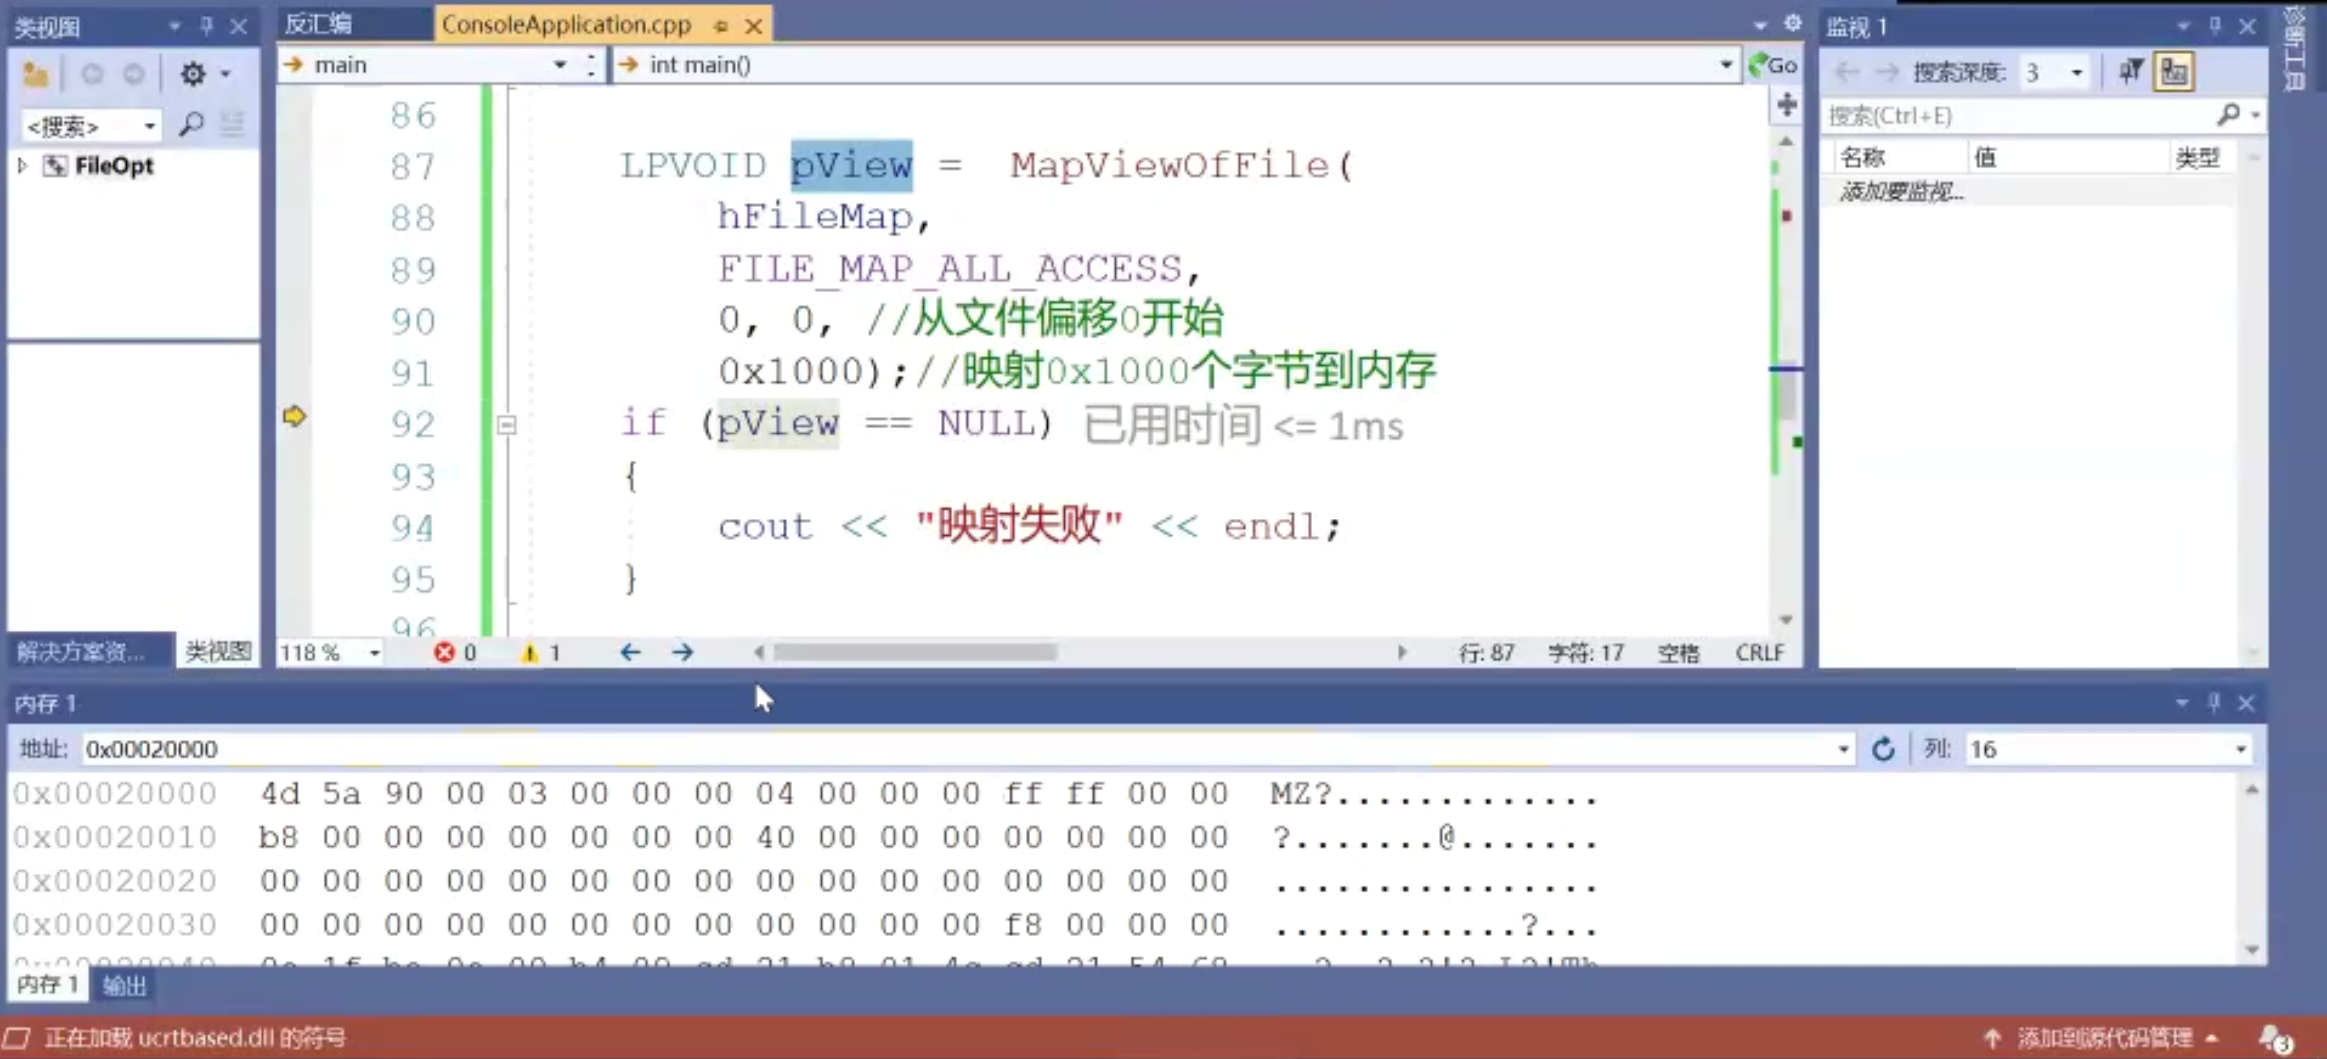 类视图
反汇编
ConsoleApplication.cpp
监视 1
诊断工具
main
int main()
Go
搜索深度: 3
<搜索>
搜索(Ctrl+E)
FileOpt
名称 值 类型
添加要监视...
86
87 LPVOID pView = MapViewOfFile(
88 hFileMap,
89 FILE_MAP_ALL_ACCESS,
90 0, 0, //从文件偏移0开始
91 0x1000);//映射0x1000个字节到内存
92 if (pView == NULL) 已用时间 <= 1ms
93 {
94 cout << "映射失败" << endl;
95 }
96
解决方案资... 类视图
118 % 0 1 行: 87 字符: 17 空格 CRLF
内存 1
地址: 0x00020000 列: 16
0x00020000 4d 5a 90 00 03 00 00 00 04 00 00 00 ff ff 00 00 MZ?.............
0x00020010 b8 00 00 00 00 00 00 00 40 00 00 00 00 00 00 00 ?.......@.......
0x00020020 00 00 00 00 00 00 00 00 00 00 00 00 00 00 00 00 ................
0x00020030 00 00 00 00 00 00 00 00 00 00 00 00 f8 00 00 00 ............?...
内存 1 输出
正在加载 ucrtbased.dll 的符号
添加到源代码管理
3